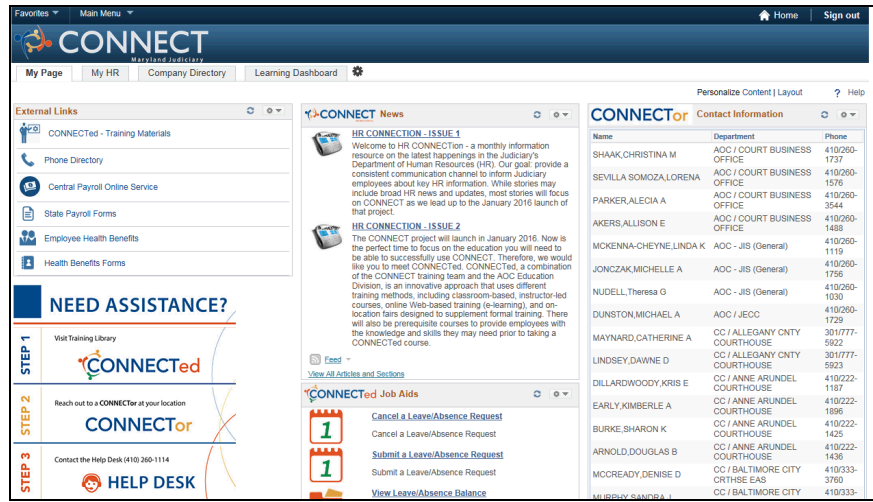 Favorites Main Menu Home Sign out
CONNECT
Maryland Judiciary
My Page My HR Company Directory Learning Dashboard
Personalize Content | Layout ? Help
External Links
CONNECTed - Training Materials
Phone Directory
Central Payroll Online Service
State Payroll Forms
Employee Health Benefits
Health Benefits Forms
NEED ASSISTANCE?
STEP 1
Visit Training Library
CONNECTed
STEP 2
Reach out to a CONNECTor at your location
CONNECTor
STEP 3
Contact the Help Desk (410) 260-1114
HELP DESK
CONNECT News
HR CONNECTION - ISSUE 1
Welcome to HR CONNECTion - a monthly information
resource on the latest happenings in the Judiciary's
Department of Human Resources (HR). Our goal: provide a
consistent communication channel to inform Judiciary
employees about key HR information. While stories may
include broad HR news and updates, most stories will focus
on CONNECT as we lead up to the January 2016 launch of
that project.
HR CONNECTION - ISSUE 2
The CONNECT project will launch in January 2016. Now is
the perfect time to focus on the education you will need to
be able to successfully use CONNECT. Therefore, we would
like you to meet CONNECTed. CONNECTed, a combination
of the CONNECT training team and the AOC Education
Division, is an innovative approach that uses different
training methods, including classroom-based, instructor-led
courses, online Web-based training (e-learning), and on-
location fairs designed to supplement formal training. There
will also be prerequisite courses to provide employees with
the knowledge and skills they may need prior to taking a
CONNECTed course.
Feed
View All Articles and Sections
CONNECTed Job Aids
1
Cancel a Leave/Absence Request
Cancel a Leave/Absence Request
1
Submit a Leave/Absence Request
Submit a Leave/Absence Request
View Leave/Absence Balance
CONNECTor Contact Information
Name Department Phone
SHAAK,CHRISTINA M AOC / COURT BUSINESS OFFICE 410/260-1737
SEVILLA SOMOZA,LORENA AOC / COURT BUSINESS OFFICE 410/260-1576
PARKER,ALECIA A AOC / COURT BUSINESS OFFICE 410/260-3544
AKERS,ALLISON E AOC / COURT BUSINESS OFFICE 410/260-1488
MCKENNA-CHEYNE,LINDA K AOC - JIS (General) 410/260-1119
JONCZAK,MICHELLE A AOC - JIS (General) 410/260-1756
NUDELL,Theresa G AOC - JIS (General) 410/260-1030
DUNSTON,MICHAEL A AOC / JECC 410/260-1729
MAYNARD,CATHERINE A CC / ALLEGANY CNTY COURTHOUSE 301/777-5922
LINDSEY,DAWNE D CC / ALLEGANY CNTY COURTHOUSE 301/777-5923
DILLARDWOODY,KRIS E CC / ANNE ARUNDEL COURTHOUSE 410/222-1187
EARLY,KIMBERLE A CC / ANNE ARUNDEL COURTHOUSE 410/222-1896
BURKE,SHARON K CC / ANNE ARUNDEL COURTHOUSE 410/222-1425
ARNOLD,DOUGLAS B CC / ANNE ARUNDEL COURTHOUSE 410/222-1436
MCCREADY,DENISE D CC / BALTIMORE CITY CRTHSE EAS 410/333-3760
MURPHY,SANDRA CC / BALTIMORE CITY 410/333-